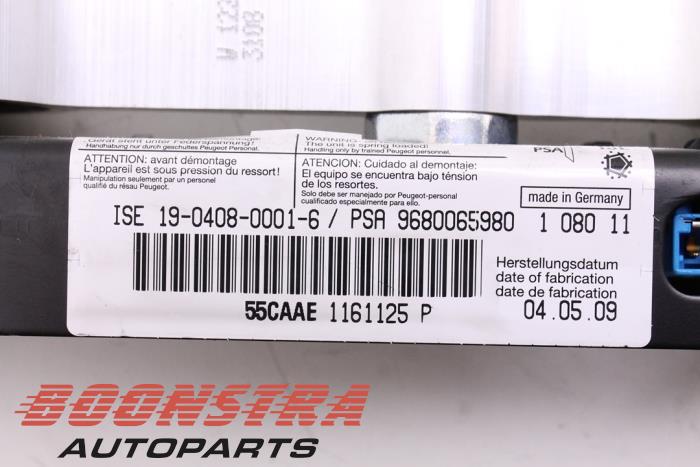 W 123
3108
Gerät steht unter Federspannung!
Handhabung nur durch geschultes Peugeot Personal.
WARNING
The unit is spring loaded!
Handling only by trained Peugeot personnel.
PSA
ATTENTION: avant démontage
L'appareil est sous pression du ressort!
Manipulation seulement par un personel
qualifié du résau Peugeot.
ATENCION: Cuidado al demontaje:
El equipo se encuentra bajo ténsion
de los resortes.
Solo debe ser manejado por Peugeot-personal
cualificado especialmente para ello.
made in Germany
ISE 19-0408-0001-6 / PSA 9680065980 1 080 11
Herstellungsdatum
date of fabrication
date de fabrication
04.05.09
55CAAE 1161125 P
BOONSTRA
AUTOPARTS